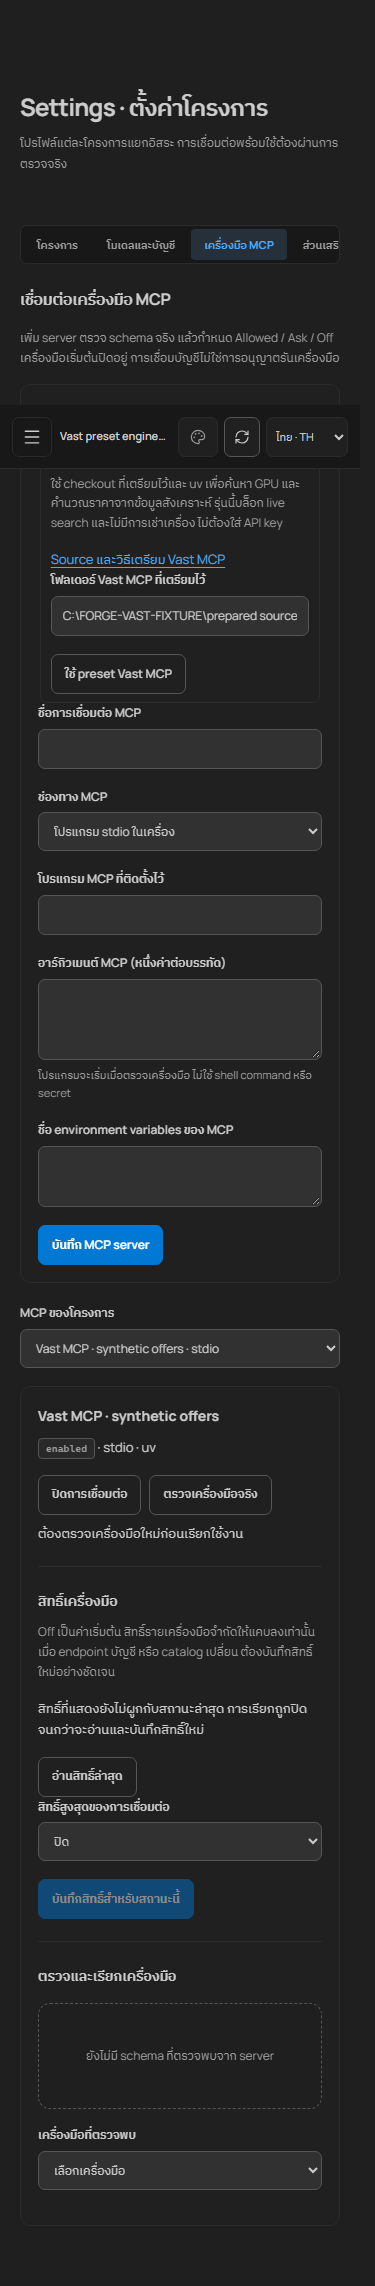 Settings · ตั้งค่าโครงการ
โปรไฟล์แต่ละโครงการแยกอิสระ การเชื่อมต่อพร้อมใช้ต้องผ่านการ
ตรวจจริง
โครงการ
โมเดลและบัญชี
เครื่องมือ MCP
ส่วนเสริ
เชื่อมต่อเครื่องมือ MCP
เพิ่ม server ตรวจ schema จริง แล้วกำหนด Allowed / Ask / Off
เครื่องมือเริ่มต้นปิดอยู่ การเชื่อมบัญชีไม่ใช่การอนุญาตรันเครื่องมือ
Vast preset engine...
ไทย · TH
ใช้ checkout ที่เตรียมไว้และ uv เพื่อค้นหา GPU และ
คำนวณราคาจากข้อมูลสังเคราะห์ รุ่นนี้บล็อก live
search และไม่มีการเช่าเครื่อง ไม่ต้องใส่ API key
Source และวิธีเตรียม Vast MCP
โฟลเดอร์ Vast MCP ที่เตรียมไว้
C:\FORGE-VAST-FIXTURE\prepared source
ใช้ preset Vast MCP
ชื่อการเชื่อมต่อ MCP
ช่องทาง MCP
โปรแกรม stdio ในเครื่อง
โปรแกรม MCP ที่ติดตั้งไว้
อาร์กิวเมนต์ MCP (หนึ่งค่าต่อบรรทัด)
โปรแกรมจะเริ่มเมื่อตรวจเครื่องมือ ไม่ใช้ shell command หรือ
secret
ชื่อ environment variables ของ MCP
บันทึก MCP server
MCP ของโครงการ
Vast MCP · synthetic offers · stdio
Vast MCP · synthetic offers
enabled · stdio · uv
ปิดการเชื่อมต่อ
ตรวจเครื่องมือจริง
ต้องตรวจเครื่องมือใหม่ก่อนเรียกใช้งาน
สิทธิ์เครื่องมือ
Off เป็นค่าเริ่มต้น สิทธิ์รายเครื่องมือจำกัดให้แคบลงเท่านั้น
เมื่อ endpoint บัญชี หรือ catalog เปลี่ยน ต้องบันทึกสิทธิ์
ใหม่อย่างชัดเจน
สิทธิ์ที่แสดงยังไม่ผูกกับสถานะล่าสุด การเรียกถูกปิด
จนกว่าจะอ่านและบันทึกสิทธิ์ใหม่
อ่านสิทธิ์ล่าสุด
สิทธิ์สูงสุดของการเชื่อมต่อ
ปิด
บันทึกสิทธิ์สำหรับสถานะนี้
ตรวจและเรียกเครื่องมือ
ยังไม่มี schema ที่ตรวจพบจาก server
เครื่องมือที่ตรวจพบ
เลือกเครื่องมือ